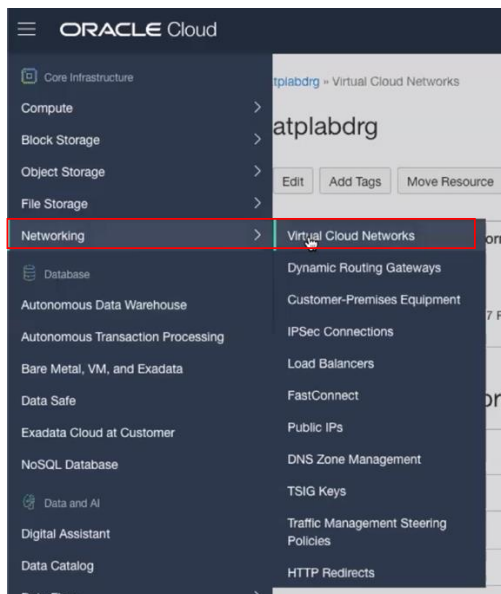 ORACLE Cloud
Core Infrastructure
Compute
Block Storage
Object Storage
File Storage
Networking
Database
Autonomous Data Warehouse
Autonomous Transaction Processing
Bare Metal, VM, and Exadata
Data Safe
Exadata Cloud at Customer
NoSQL Database
Data and AI
Digital Assistant
Data Catalog
Virtual Cloud Networks
Dynamic Routing Gateways
Customer-Premises Equipment
IPSec Connections
Load Balancers
FastConnect
Public IPs
DNS Zone Management
TSIG Keys
Traffic Management Steering
Policies
HTTP Redirects
tplabdrg » Virtual Cloud Networks
atplabdrg
Edit Add Tags Move Resource